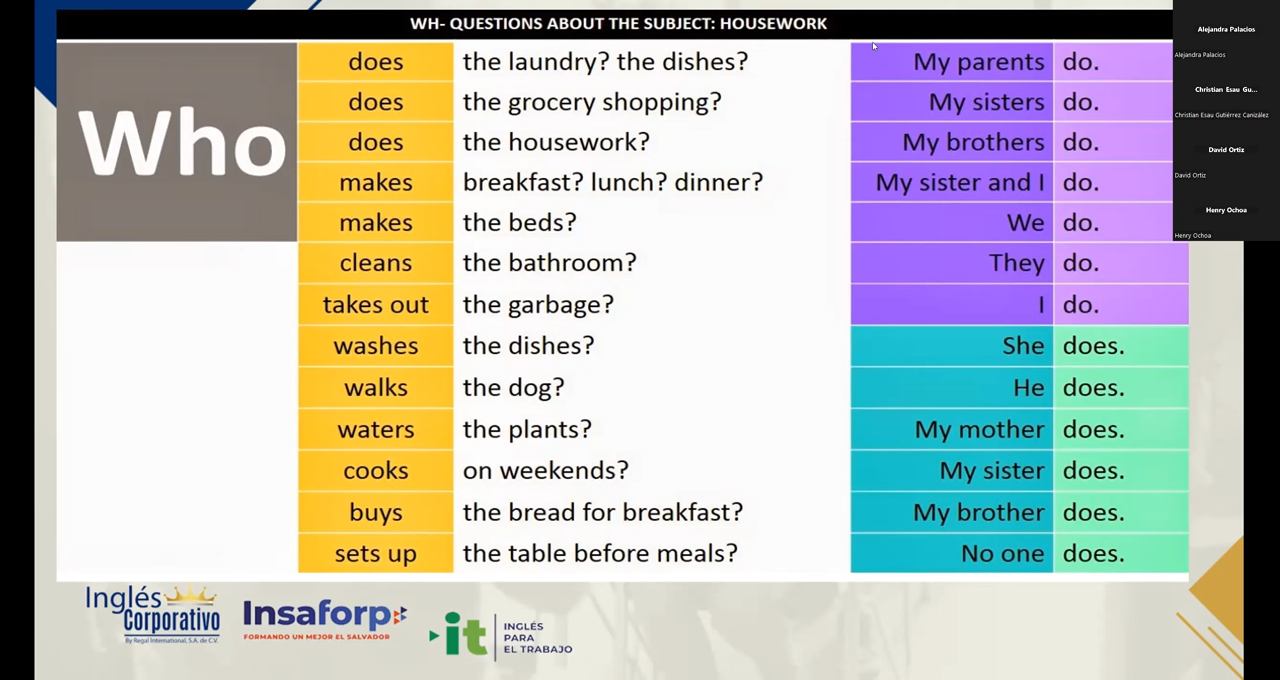 WH- QUESTIONS ABOUT THE SUBJECT: HOUSEWORK
Who
does the laundry? the dishes? My parents do.
does the grocery shopping? My sisters do.
does the housework? My brothers do.
makes breakfast? lunch? dinner? My sister and I do.
makes the beds? We do.
cleans the bathroom? They do.
takes out the garbage? I do.
washes the dishes? She does.
walks the dog? He does.
waters the plants? My mother does.
cooks on weekends? My sister does.
buys the bread for breakfast? My brother does.
sets up the table before meals? No one does.
Alejandra Palacios
Alejandra Palacios
Christian Esau Gu...
Christian Esau Gutiérrez Canizález
David Ortiz
David Ortiz
Henry Ochoa
Henry Ochoa
Inglés
Corporativo
By Regal International, S.A. de C.V.
Insaforp
FORMANDO UN MEJOR EL SALVADOR
it
INGLÉS
PARA
EL TRABAJO